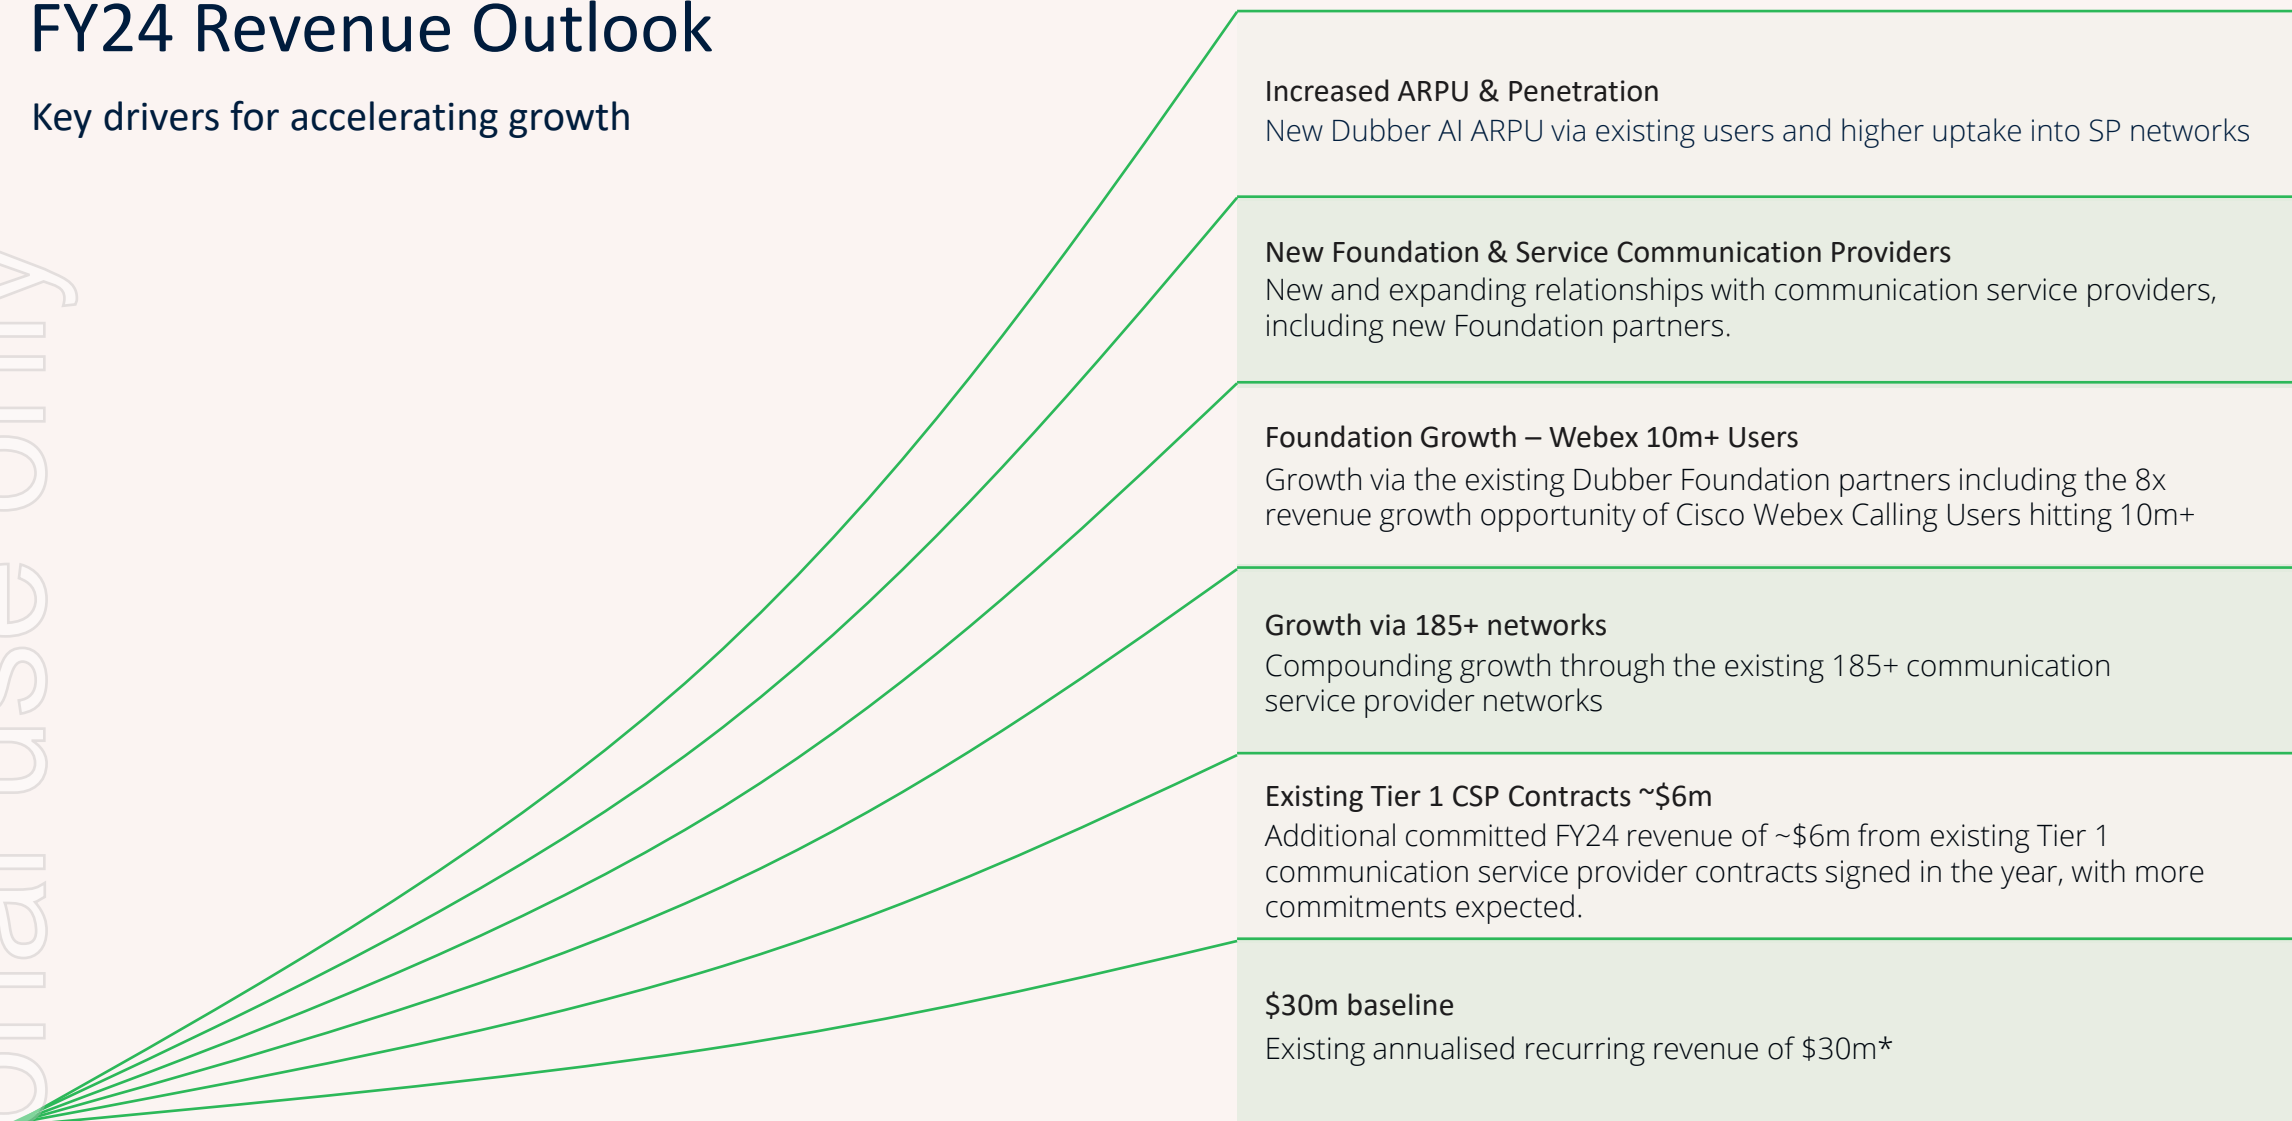 FY24 Revenue Outlook
Key drivers for accelerating growth
Increased ARPU & Penetration
New Dubber AI ARPU via existing users and higher uptake into SP networks
New Foundation & Service Communication Providers
New and expanding relationships with communication service providers,
including new Foundation partners.
Foundation Growth – Webex 10m+ Users
Growth via the existing Dubber Foundation partners including the 8x
revenue growth opportunity of Cisco Webex Calling Users hitting 10m+
Growth via 185+ networks
Compounding growth through the existing 185+ communication
service provider networks
Existing Tier 1 CSP Contracts ~$6m
Additional committed FY24 revenue of ~$6m from existing Tier 1
communication service provider contracts signed in the year, with more
commitments expected.
$30m baseline
Existing annualised recurring revenue of $30m*
use only